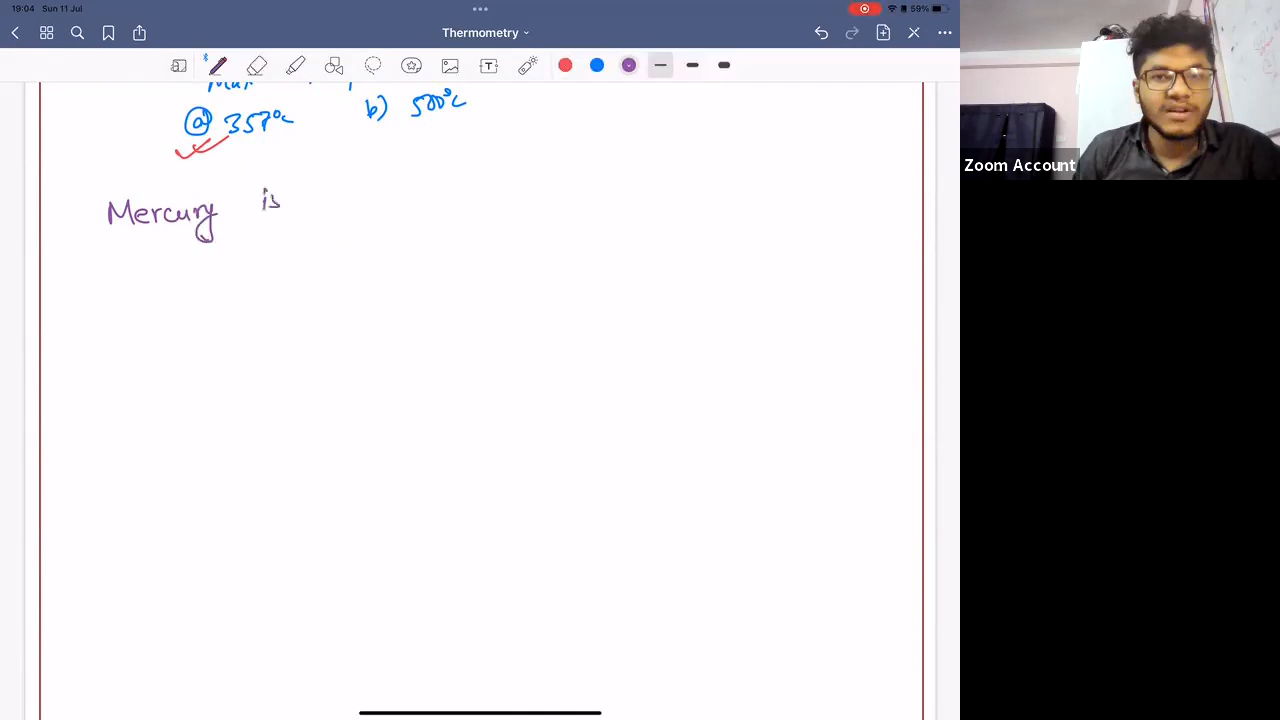 19:04 Sun 11 Jul
59%
Thermometry
a) 357°C b) 500°C
Mercury is
Zoom Account